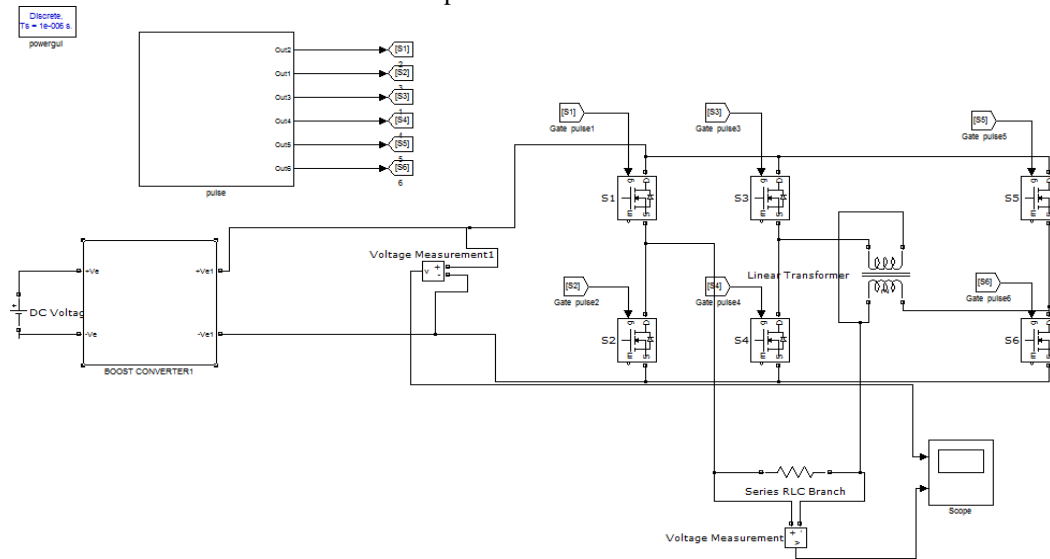 Discrete,
Ts = 1e-006 s.
powergui
Out2
[S1]
2
Out1
[S2]
3
Out3
[S3]
1
Out4
[S4]
4
Out5
[S5]
5
Out6
[S6]
6
pulse
[S1]
Gate pulse1
[S3]
Gate pulse3
[S5]
Gate pulse5
g
D
S1
m
S
g
D
S3
m
S
g
D
S5
m
S
+Ve
+Ve1
-Ve
-Ve1
DC Voltag
BOOST CONVERTER1
Voltage Measurement1
v
+
-
Linear Transformer
[S2]
Gate pulse2
[S4]
Gate pulse4
[S6]
Gate pulse6
g
D
S2
m
S
g
D
S4
m
S
g
D
S6
m
S
Series RLC Branch
Voltage Measurement
+
-
v
Scope